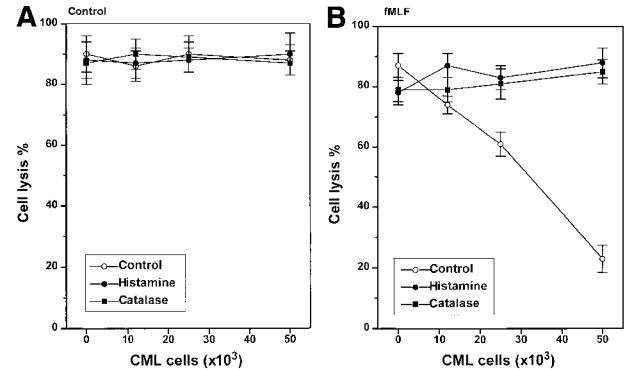 A Control
100
80
60
40
20
0
Cell lysis %
Control
Histamine
Catalase
0 10 20 30 40 50
CML cells (x10³)
B fMLF
100
80
60
40
20
0
Cell lysis %
Control
Histamine
Catalase
0 10 20 30 40 50
CML cells (x10³)